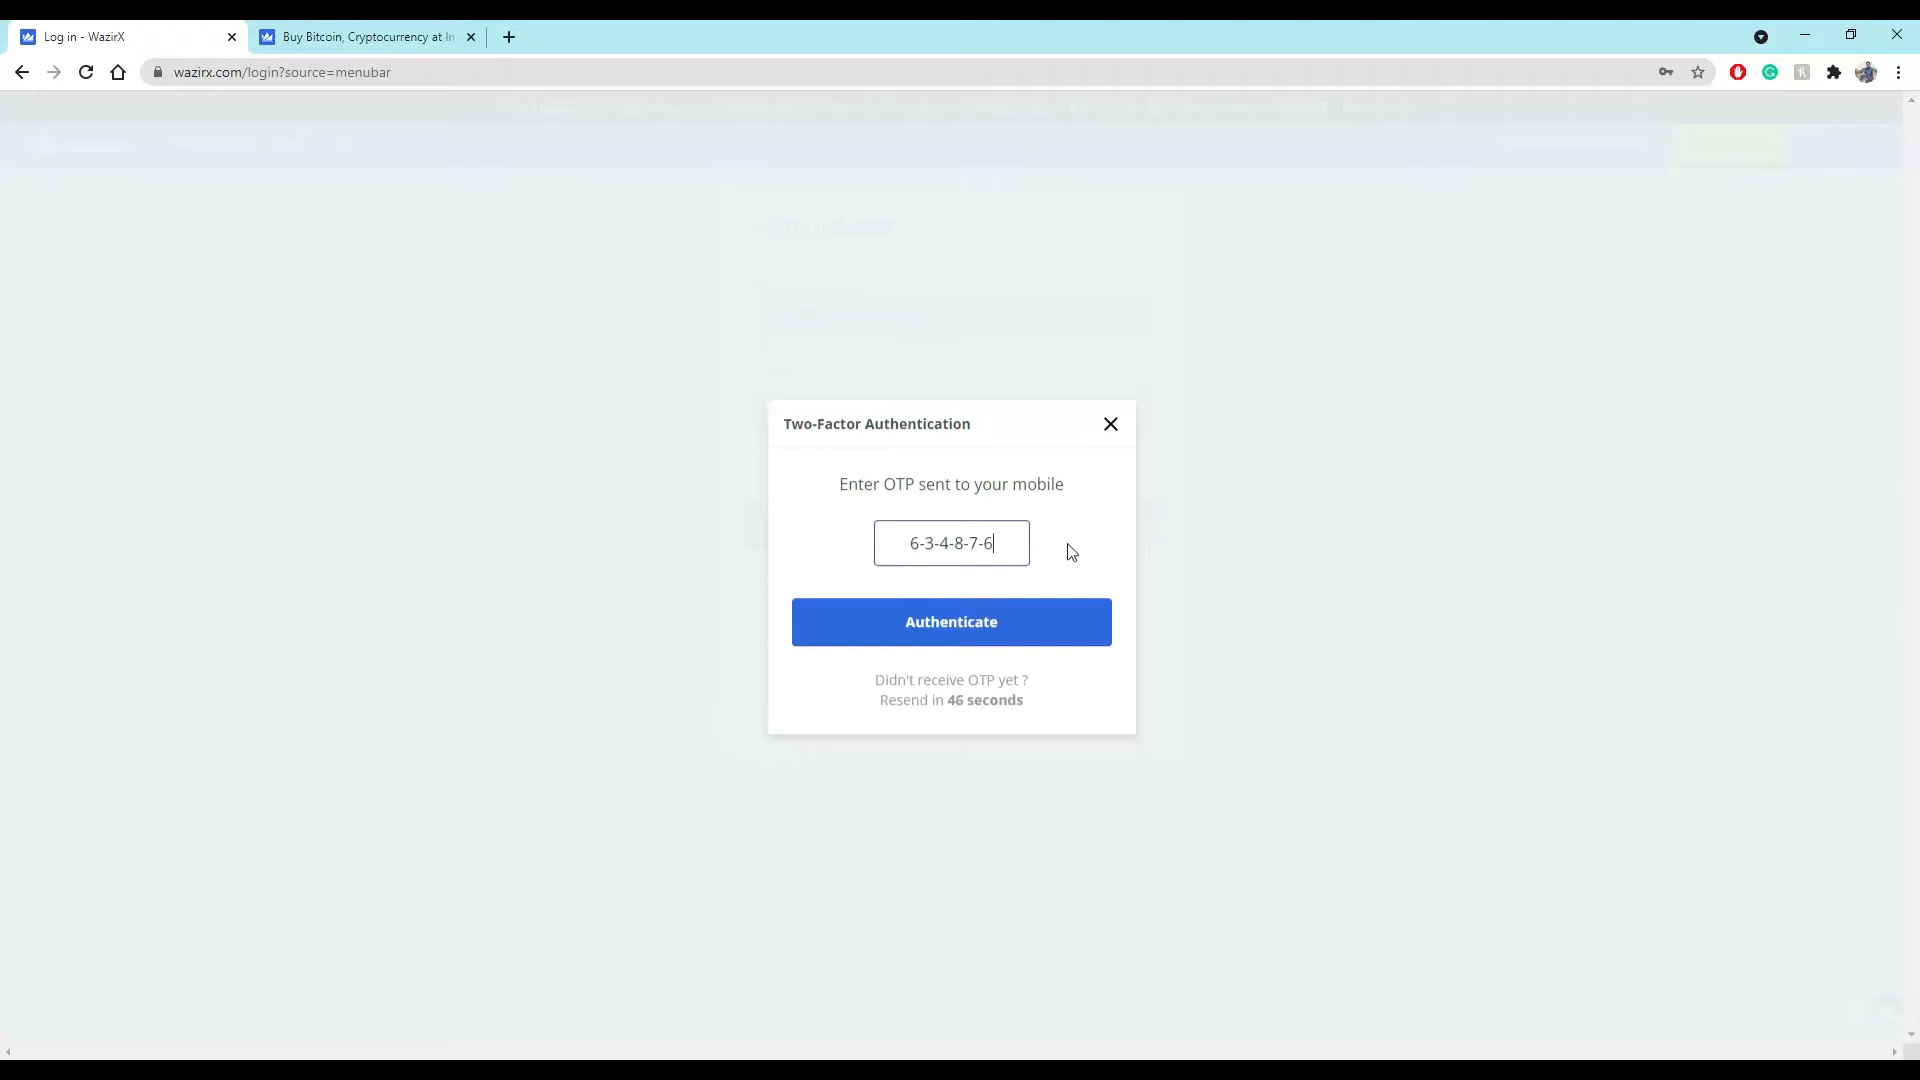 Log in - WazirX
Buy Bitcoin, Cryptocurrency at In
wazirx.com/login?source=menubar
Two-Factor Authentication
Enter OTP sent to your mobile
6-3-4-8-7-6
Authenticate
Didn't receive OTP yet ?
Resend in 46 seconds